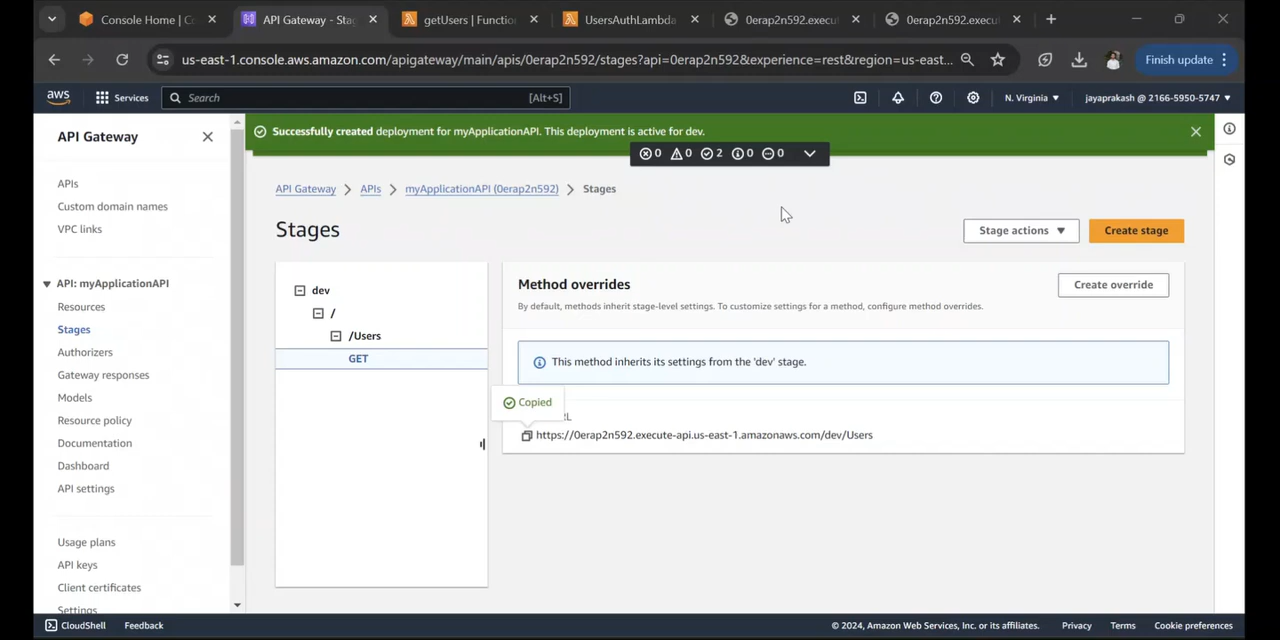 Console Home | Co
API Gateway - Stag
getUsers | Function
UsersAuthLambda
0erap2n592.execut
0erap2n592.execut
us-east-1.console.aws.amazon.com/apigateway/main/apis/0erap2n592/stages?api=0erap2n592&experience=rest&region=us-east...
Finish update
aws
Services
Search
[Alt+S]
N. Virginia
jayaprakash @ 2166-5950-5747
API Gateway
Successfully created deployment for myApplicationAPI. This deployment is active for dev.
0 0 2 0 0
APIs
Custom domain names
VPC links
API: myApplicationAPI
Resources
Stages
Authorizers
Gateway responses
Models
Resource policy
Documentation
Dashboard
API settings
Usage plans
API keys
Client certificates
Settings
API Gateway > APIs > myApplicationAPI (0erap2n592) > Stages
Stages
Stage actions
Create stage
dev
/
/Users
GET
Method overrides
Create override
By default, methods inherit stage-level settings. To customize settings for a method, configure method overrides.
This method inherits its settings from the 'dev' stage.
Copied
RL
https://0erap2n592.execute-api.us-east-1.amazonaws.com/dev/Users
CloudShell
Feedback
© 2024, Amazon Web Services, Inc. or its affiliates.
Privacy
Terms
Cookie preferences